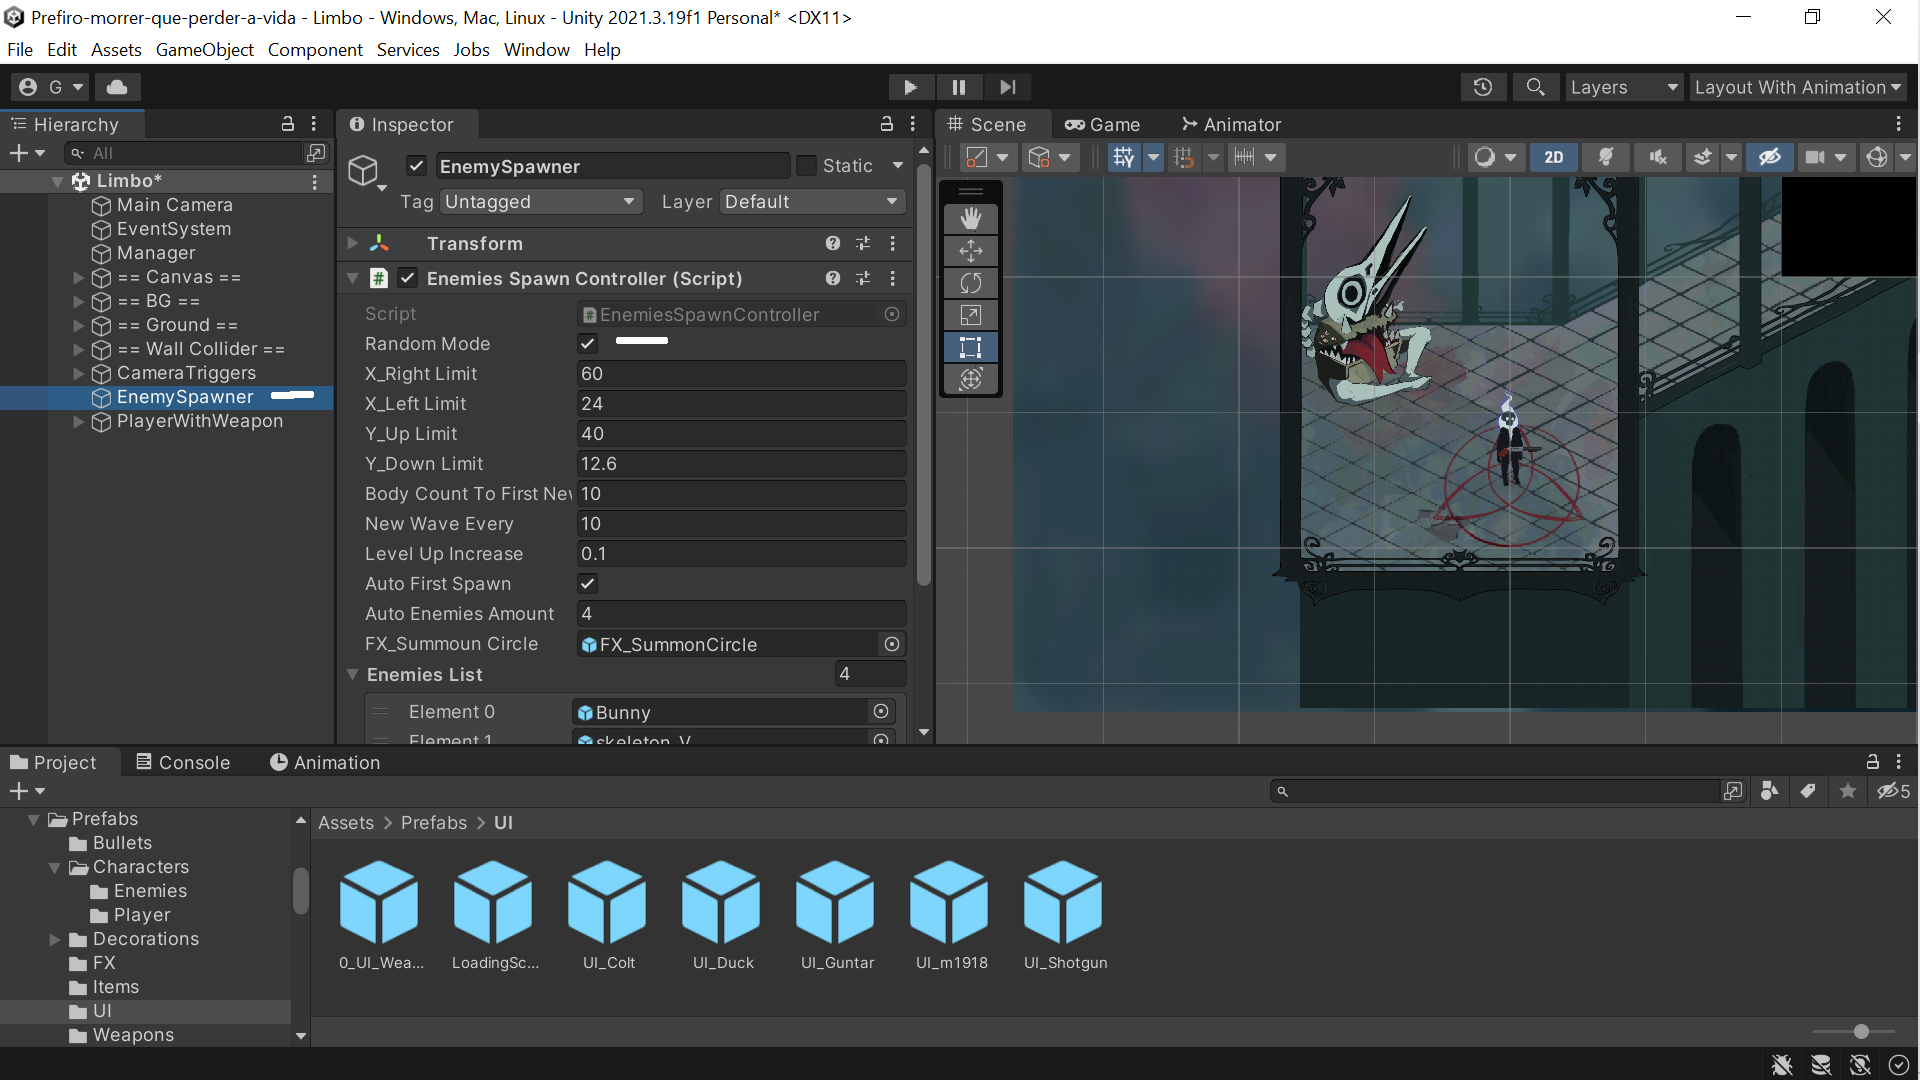 Prefiro-morrer-que-perder-a-vida - Limbo - Windows, Mac, Linux - Unity 2021.3.19f1 Personal* <DX11>
File Edit Assets GameObject Component Services Jobs Window Help
G
Layers
Layout With Animation
Hierarchy
All
Limbo*
Main Camera
EventSystem
Manager
== Canvas ==
== BG ==
== Ground ==
== Wall Collider ==
CameraTriggers
EnemySpawner
PlayerWithWeapon
Inspector
EnemySpawner
Static
Tag Untagged
Layer Default
Transform
Enemies Spawn Controller (Script)
Script EnemiesSpawnController
Random Mode
X_Right Limit 60
X_Left Limit 24
Y_Up Limit 40
Y_Down Limit 12.6
Body Count To First Nev 10
New Wave Every 10
Level Up Increase 0.1
Auto First Spawn
Auto Enemies Amount 4
FX_Summoun Circle FX_SummonCircle
Enemies List 4
Element 0 Bunny
Element 1 skeleton_V
Scene Game Animator
2D
Project Console Animation
5
Prefabs
Bullets
Characters
Enemies
Player
Decorations
FX
Items
UI
Weapons
Assets > Prefabs > UI
0_UI_Wea... LoadingSc... UI_Colt UI_Duck UI_Guntar UI_m1918 UI_Shotgun